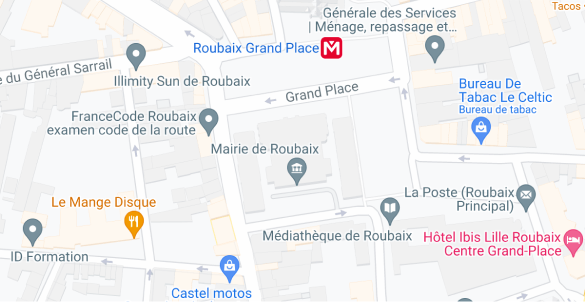 Tacos
Générale des Services
| Ménage, repassage et...
Roubaix Grand Place
M
e du Général Sarrail
Illimity Sun de Roubaix
Grand Place
Bureau De
Tabac Le Celtic
Bureau de tabac
FranceCode Roubaix
examen code de la route
Mairie de Roubaix
La Poste (Roubaix
Principal)
Le Mange Disque
Médiathèque de Roubaix
Hôtel Ibis Lille Roubaix
Centre Grand-Place
ID Formation
Castel motos